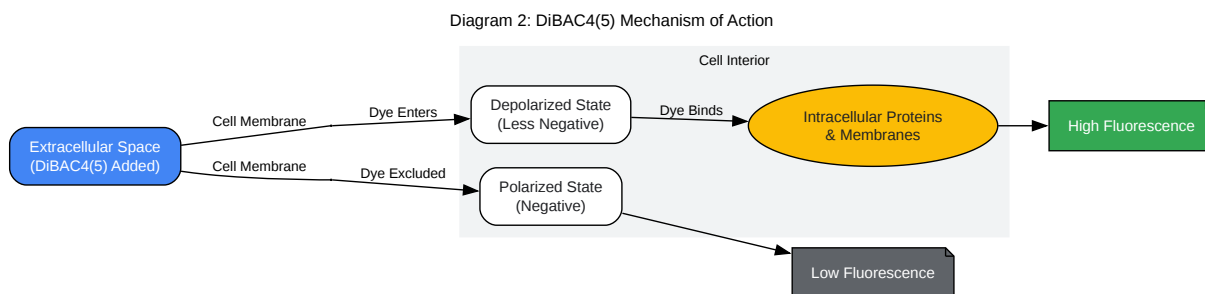 Diagram 2: DiBAC4(5) Mechanism of Action
Cell Interior
Extracellular Space
(DiBAC4(5) Added)
Cell Membrane
Dye Enters
Depolarized State
(Less Negative)
Dye Binds
Intracellular Proteins
& Membranes
High Fluorescence
Cell Membrane
Dye Excluded
Polarized State
(Negative)
Low Fluorescence